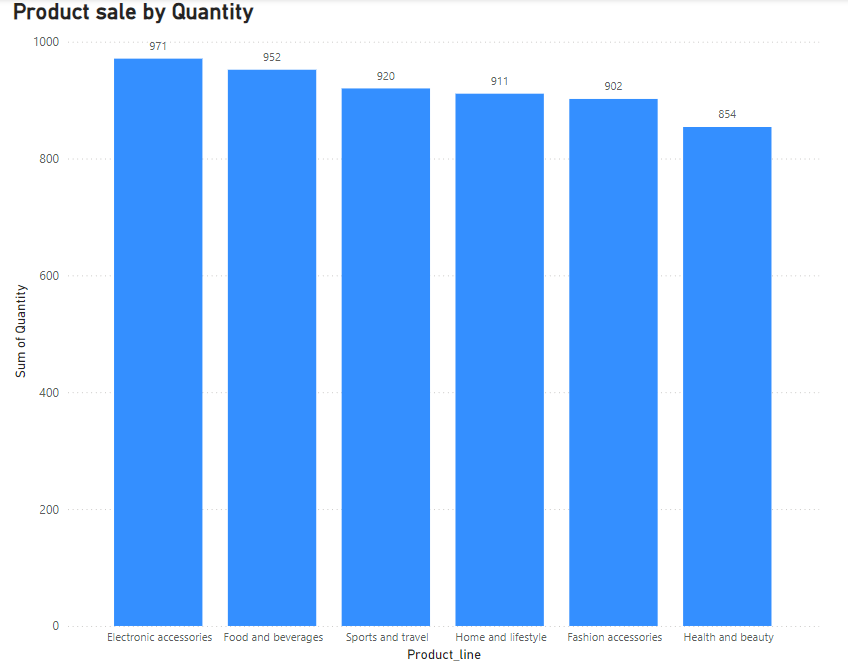 Product sale by Quantity
1000
971
952
920
911
902
854
800
600
Sum of Quantity
400
200
0
Electronic accessories
Food and beverages
Sports and travel
Home and lifestyle
Fashion accessories
Health and beauty
Product_line